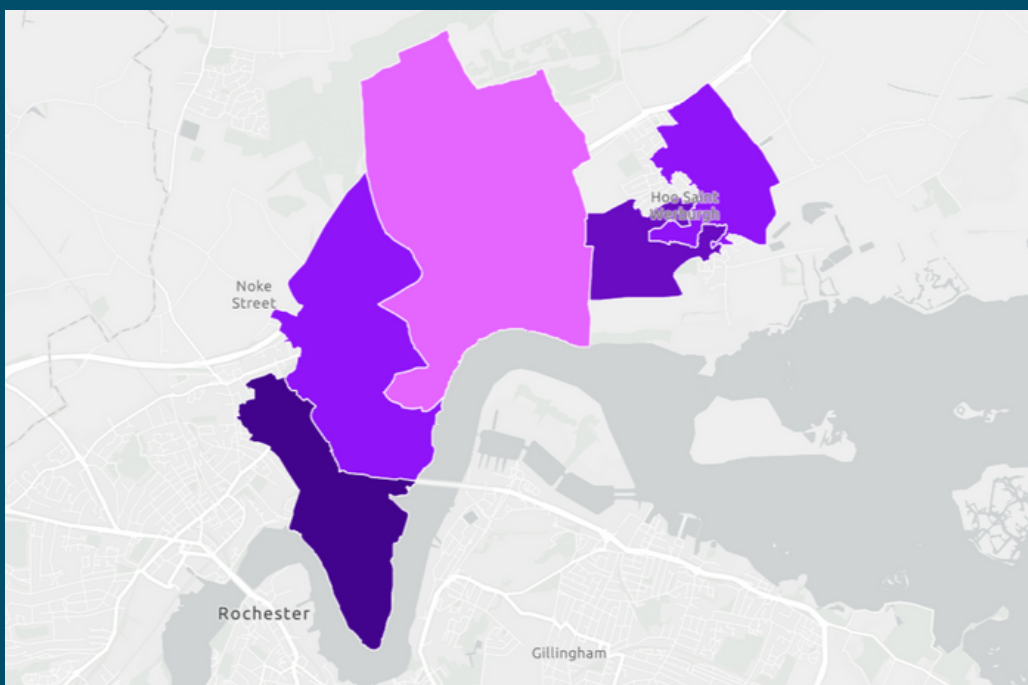 Hoo Saint
Werburgh
Noke
Street
Rochester
Gillingham